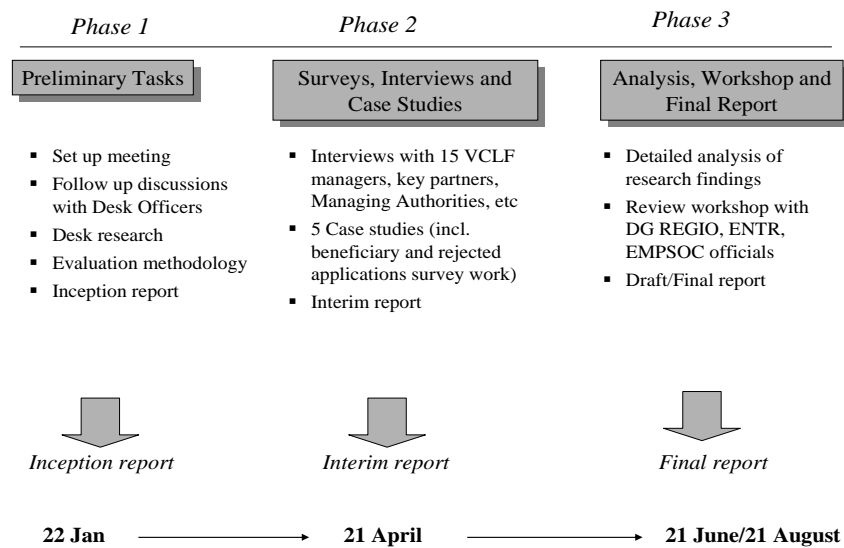 Phase 1
Phase 2
Phase 3
Preliminary Tasks
Surveys, Interviews and
Case Studies
Analysis, Workshop and
Final Report
▪ Set up meeting
▪ Follow up discussions
with Desk Officers
▪ Desk research
▪ Evaluation methodology
▪ Inception report
▪ Interviews with 15 VCLF
managers, key partners,
Managing Authorities, etc
▪ 5 Case studies (incl.
beneficiary and rejected
applications survey work)
▪ Interim report
▪ Detailed analysis of
research findings
▪ Review workshop with
DG REGIO, ENTR,
EMPSOC officials
▪ Draft/Final report
Inception report
Interim report
Final report
22 Jan
21 April
21 June/21 August